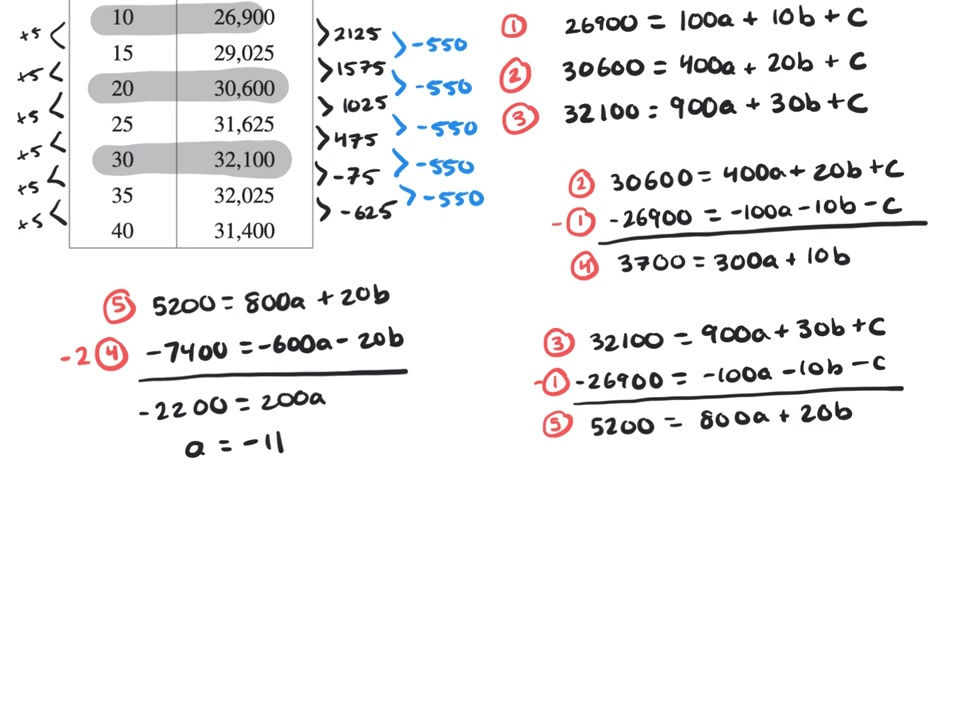 10 26,900
15 29,025
20 30,600
25 31,625
30 32,100
35 32,025
40 31,400
+5
+5
+5
+5
+5
+5
2125
1575
1025
475
-75
-625
-550
-550
-550
-550
-550
① 26900 = 100a + 10b + C
② 30600 = 400a + 20b + C
③ 32100 = 900a + 30b + C
② 30600 = 400a + 20b + C
-① -26900 = -100a - 10b - C
④ 3700 = 300a + 10b
③ 32100 = 900a + 30b + C
-① -26900 = -100a - 10b - C
⑤ 5200 = 800a + 20b
⑤ 5200 = 800a + 20b
-2④ -7400 = -600a - 20b
-2200 = 200a
a = -11